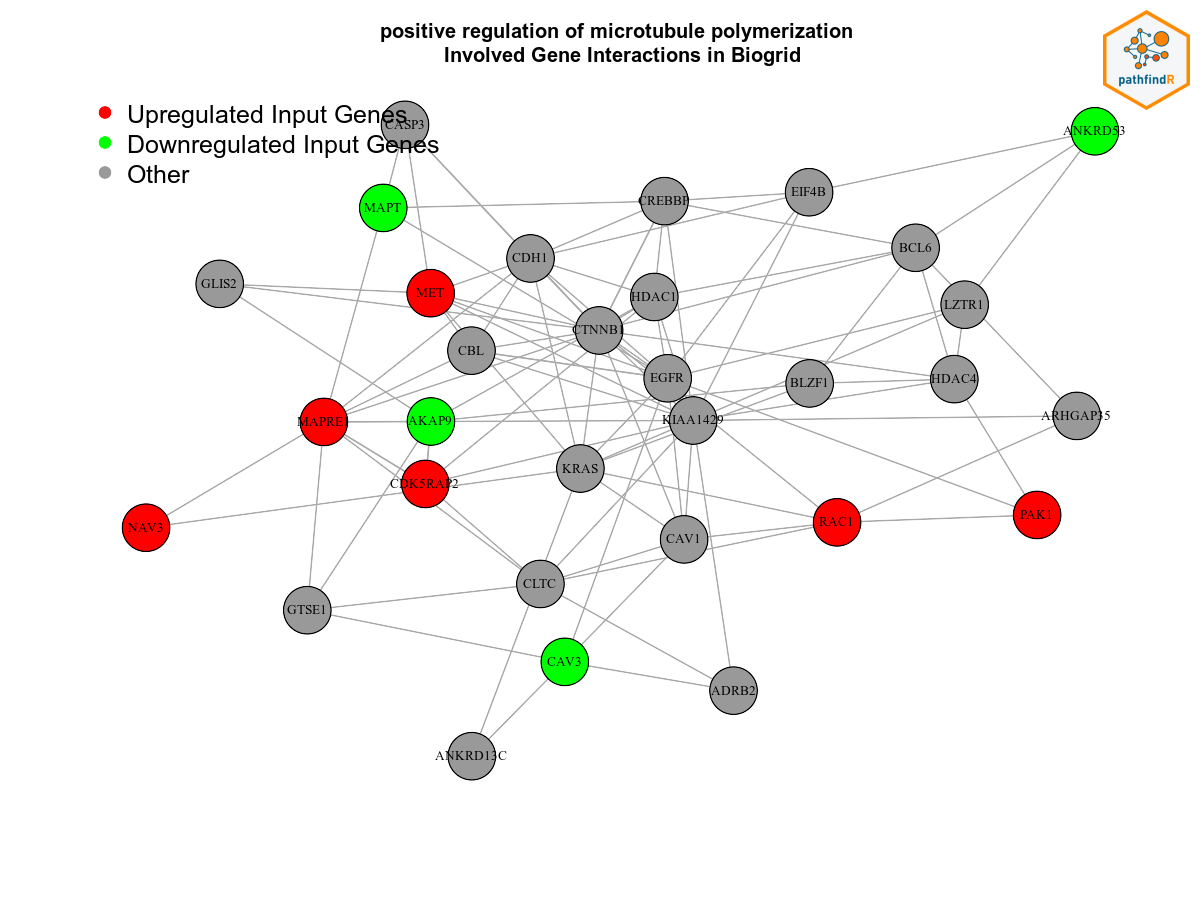 positive regulation of microtubule polymerization
Involved Gene Interactions in Biogrid
pathfindR
Upregulated Input Genes
Downregulated Input Genes
Other
CASP3
ANKRD53
MAPT
CREBBP
EIF4B
BCL6
CDH1
GLIS2
MET
HDAC1
LZTR1
CTNNB1
CBL
EGFR
BLZF1
HDAC4
MAPRE1
AKAP9
KIAA1429
ARHGAP35
KRAS
CDK5RAP2
NAV3
RAC1
PAK1
CAV1
CLTC
GTSE1
CAV3
ADRB2
ANKRD13C